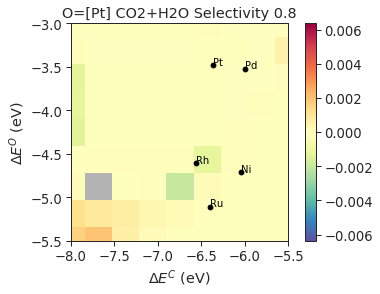 O=[Pt] CO2+H2O Selectivity 0.8
−3.0
−3.5
−4.0
−4.5
−5.0
−5.5
ΔE^O (eV)
Pt
Pd
Rh
Ni
Ru
−8.0 −7.5 −7.0 −6.5 −6.0 −5.5
ΔE^C (eV)
0.006
0.004
0.002
0.000
−0.002
−0.004
−0.006